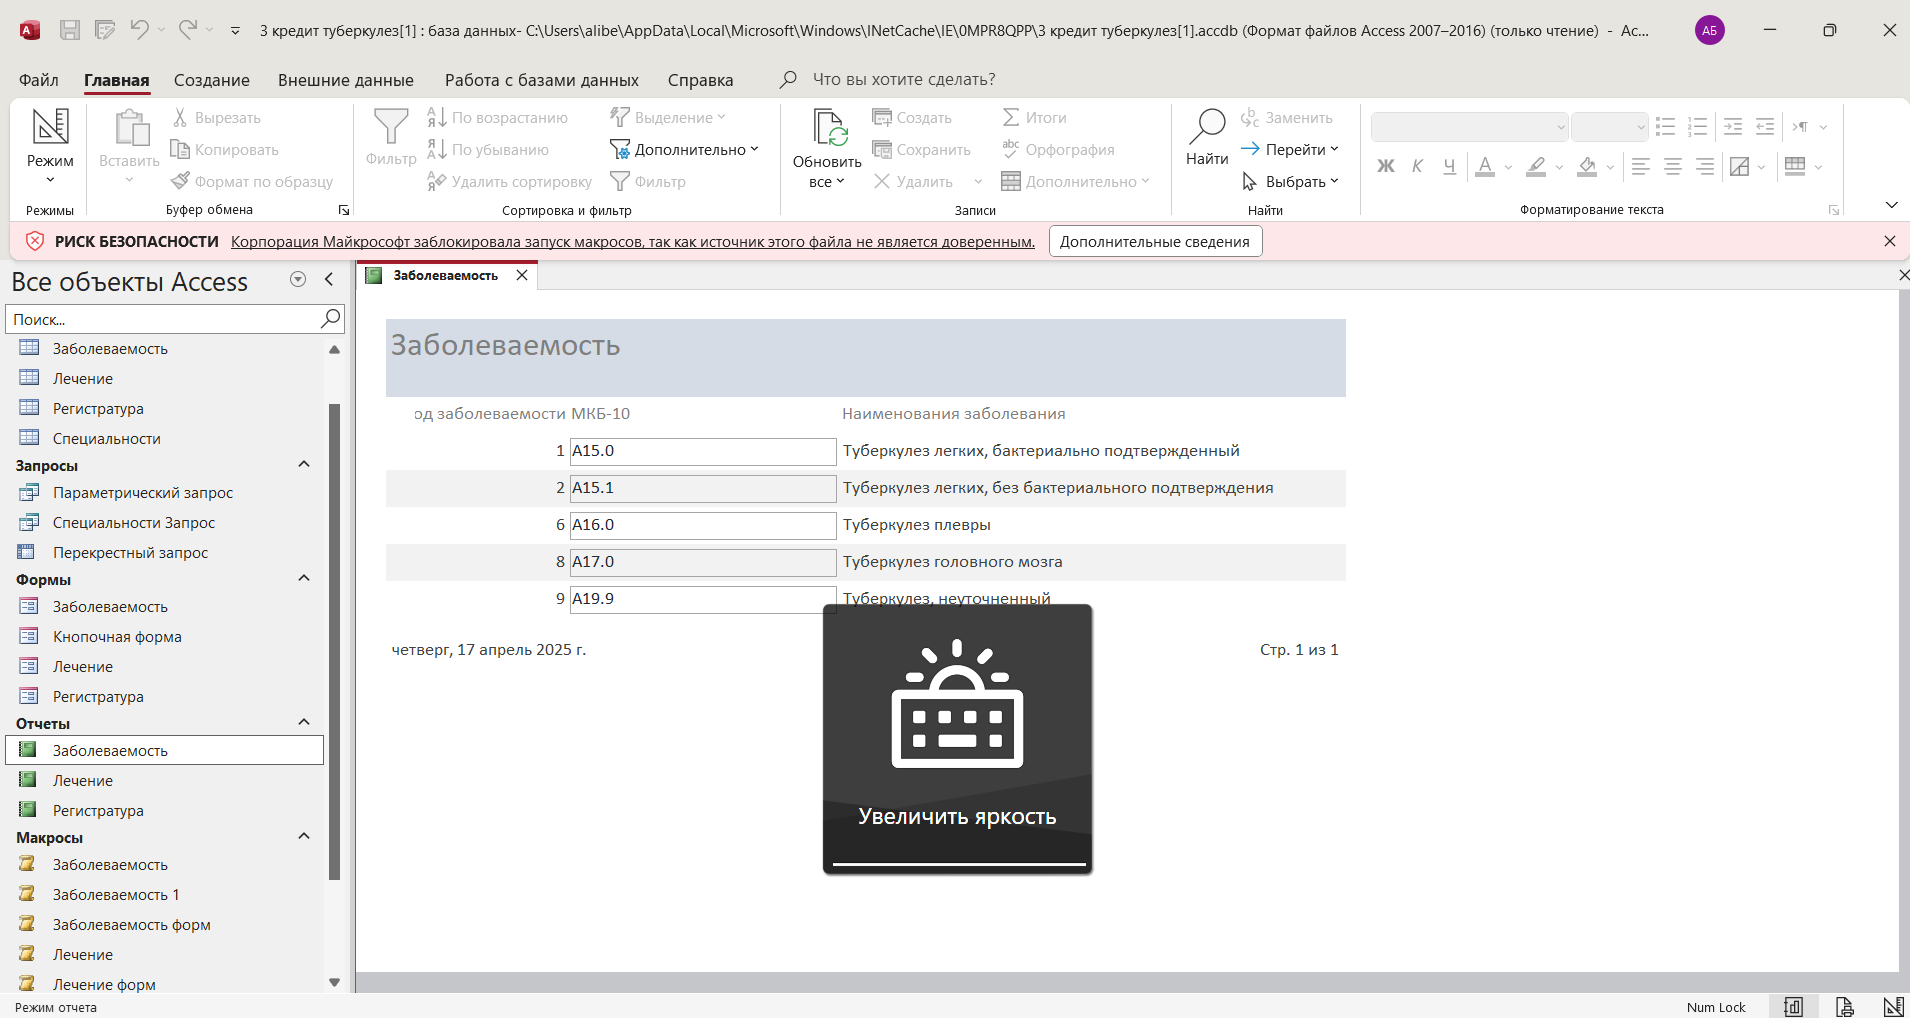 3 кредит туберкулез[1] : база данных- C:\Users\alibe\AppData\Local\Microsoft\Windows\INetCache\IE\0MPR8QPP\3 кредит туберкулез[1].accdb (Формат файлов Access 2007–2016) (только чтение) - Ac...
АБ
Файл Главная Создание Внешние данные Работа с базами данных Справка Что вы хотите сделать?
Режим
Режимы
Вставить
Вырезать
Копировать
Формат по образцу
Буфер обмена
Фильтр
По возрастанию
По убыванию
Удалить сортировку
Выделение
Дополнительно
Фильтр
Сортировка и фильтр
Обновить
все
Создать
Сохранить
Удалить
Итоги
Орфография
Дополнительно
Записи
Найти
Заменить
Перейти
Выбрать
Найти
Ж К Ч А
Форматирование текста
РИСК БЕЗОПАСНОСТИ Корпорация Майкрософт заблокировала запуск макросов, так как источник этого файла не является доверенным. Дополнительные сведения
Все объекты Access
Поиск...
Заболеваемость
Лечение
Регистратура
Специальности
Запросы
Параметрический запрос
Специальности Запрос
Перекрестный запрос
Формы
Заболеваемость
Кнопочная форма
Лечение
Регистратура
Отчеты
Заболеваемость
Лечение
Регистратура
Макросы
Заболеваемость
Заболеваемость 1
Заболеваемость форм
Лечение
Лечение форм
Заболеваемость
Заболеваемость
од заболеваемости МКБ-10 Наименования заболевания
1 A15.0 Туберкулез легких, бактериально подтвержденный
2 A15.1 Туберкулез легких, без бактериального подтверждения
6 A16.0 Туберкулез плевры
8 A17.0 Туберкулез головного мозга
9 A19.9 Туберкулез, неуточненный
четверг, 17 апрель 2025 г. Стр. 1 из 1
Увеличить яркость
Режим отчета Num Lock